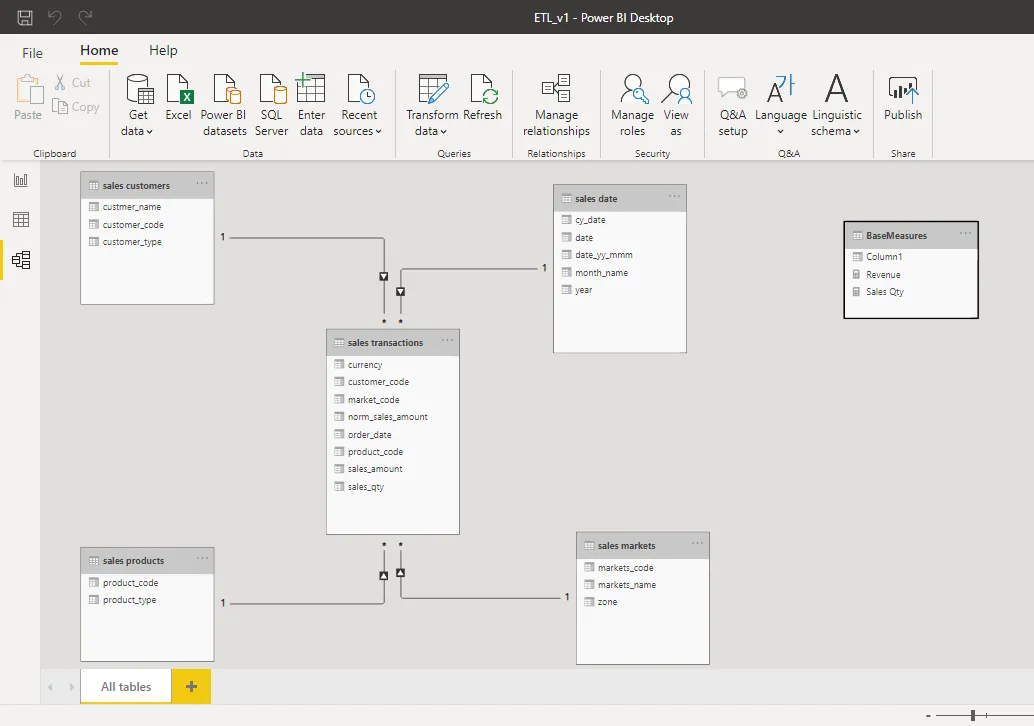 ETL_v1 - Power BI Desktop
File Home Help
Paste
Cut
Copy
Clipboard
Get data
Excel
Power BI datasets
SQL Server
Enter data
Recent sources
Data
Transform data
Refresh
Queries
Manage relationships
Relationships
Manage roles
View as
Security
Q&A setup
Language
Linguistic schema
Q&A
Publish
Share
sales customers
custmer_name
customer_code
customer_type
1
sales date
cy_date
date
date_yy_mmm
month_name
year
1
BaseMeasures
Column1
Revenue
Sales Qty
* *
sales transactions
currency
customer_code
market_code
norm_sales_amount
order_date
product_code
sales_amount
sales_qty
* *
sales products
product_code
product_type
1
sales markets
markets_code
markets_name
zone
1
All tables
+
-